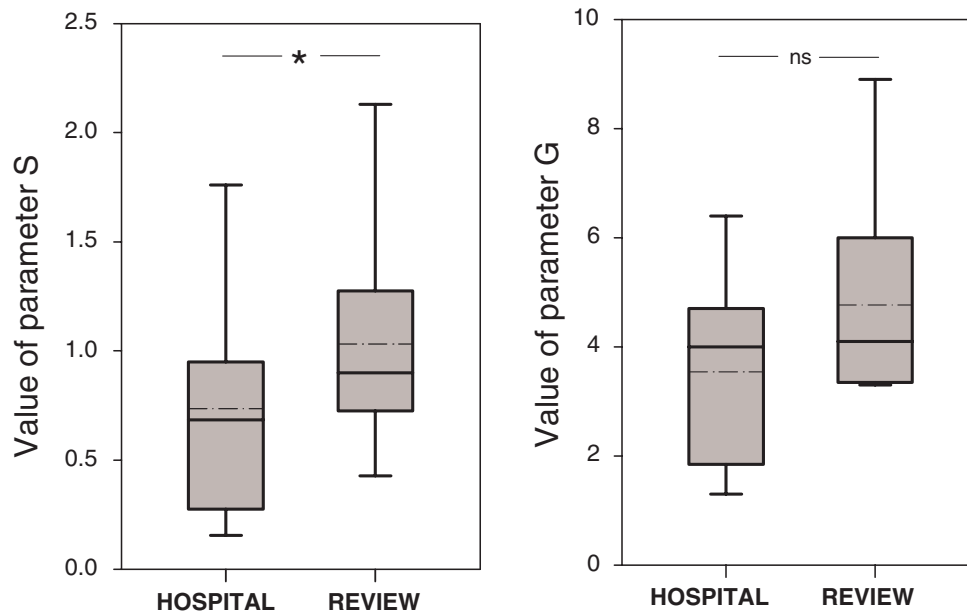 Value of parameter S
2.5
2.0
1.5
1.0
0.5
0.0
*
HOSPITAL REVIEW
Value of parameter G
10
8
6
4
2
0
ns
HOSPITAL REVIEW